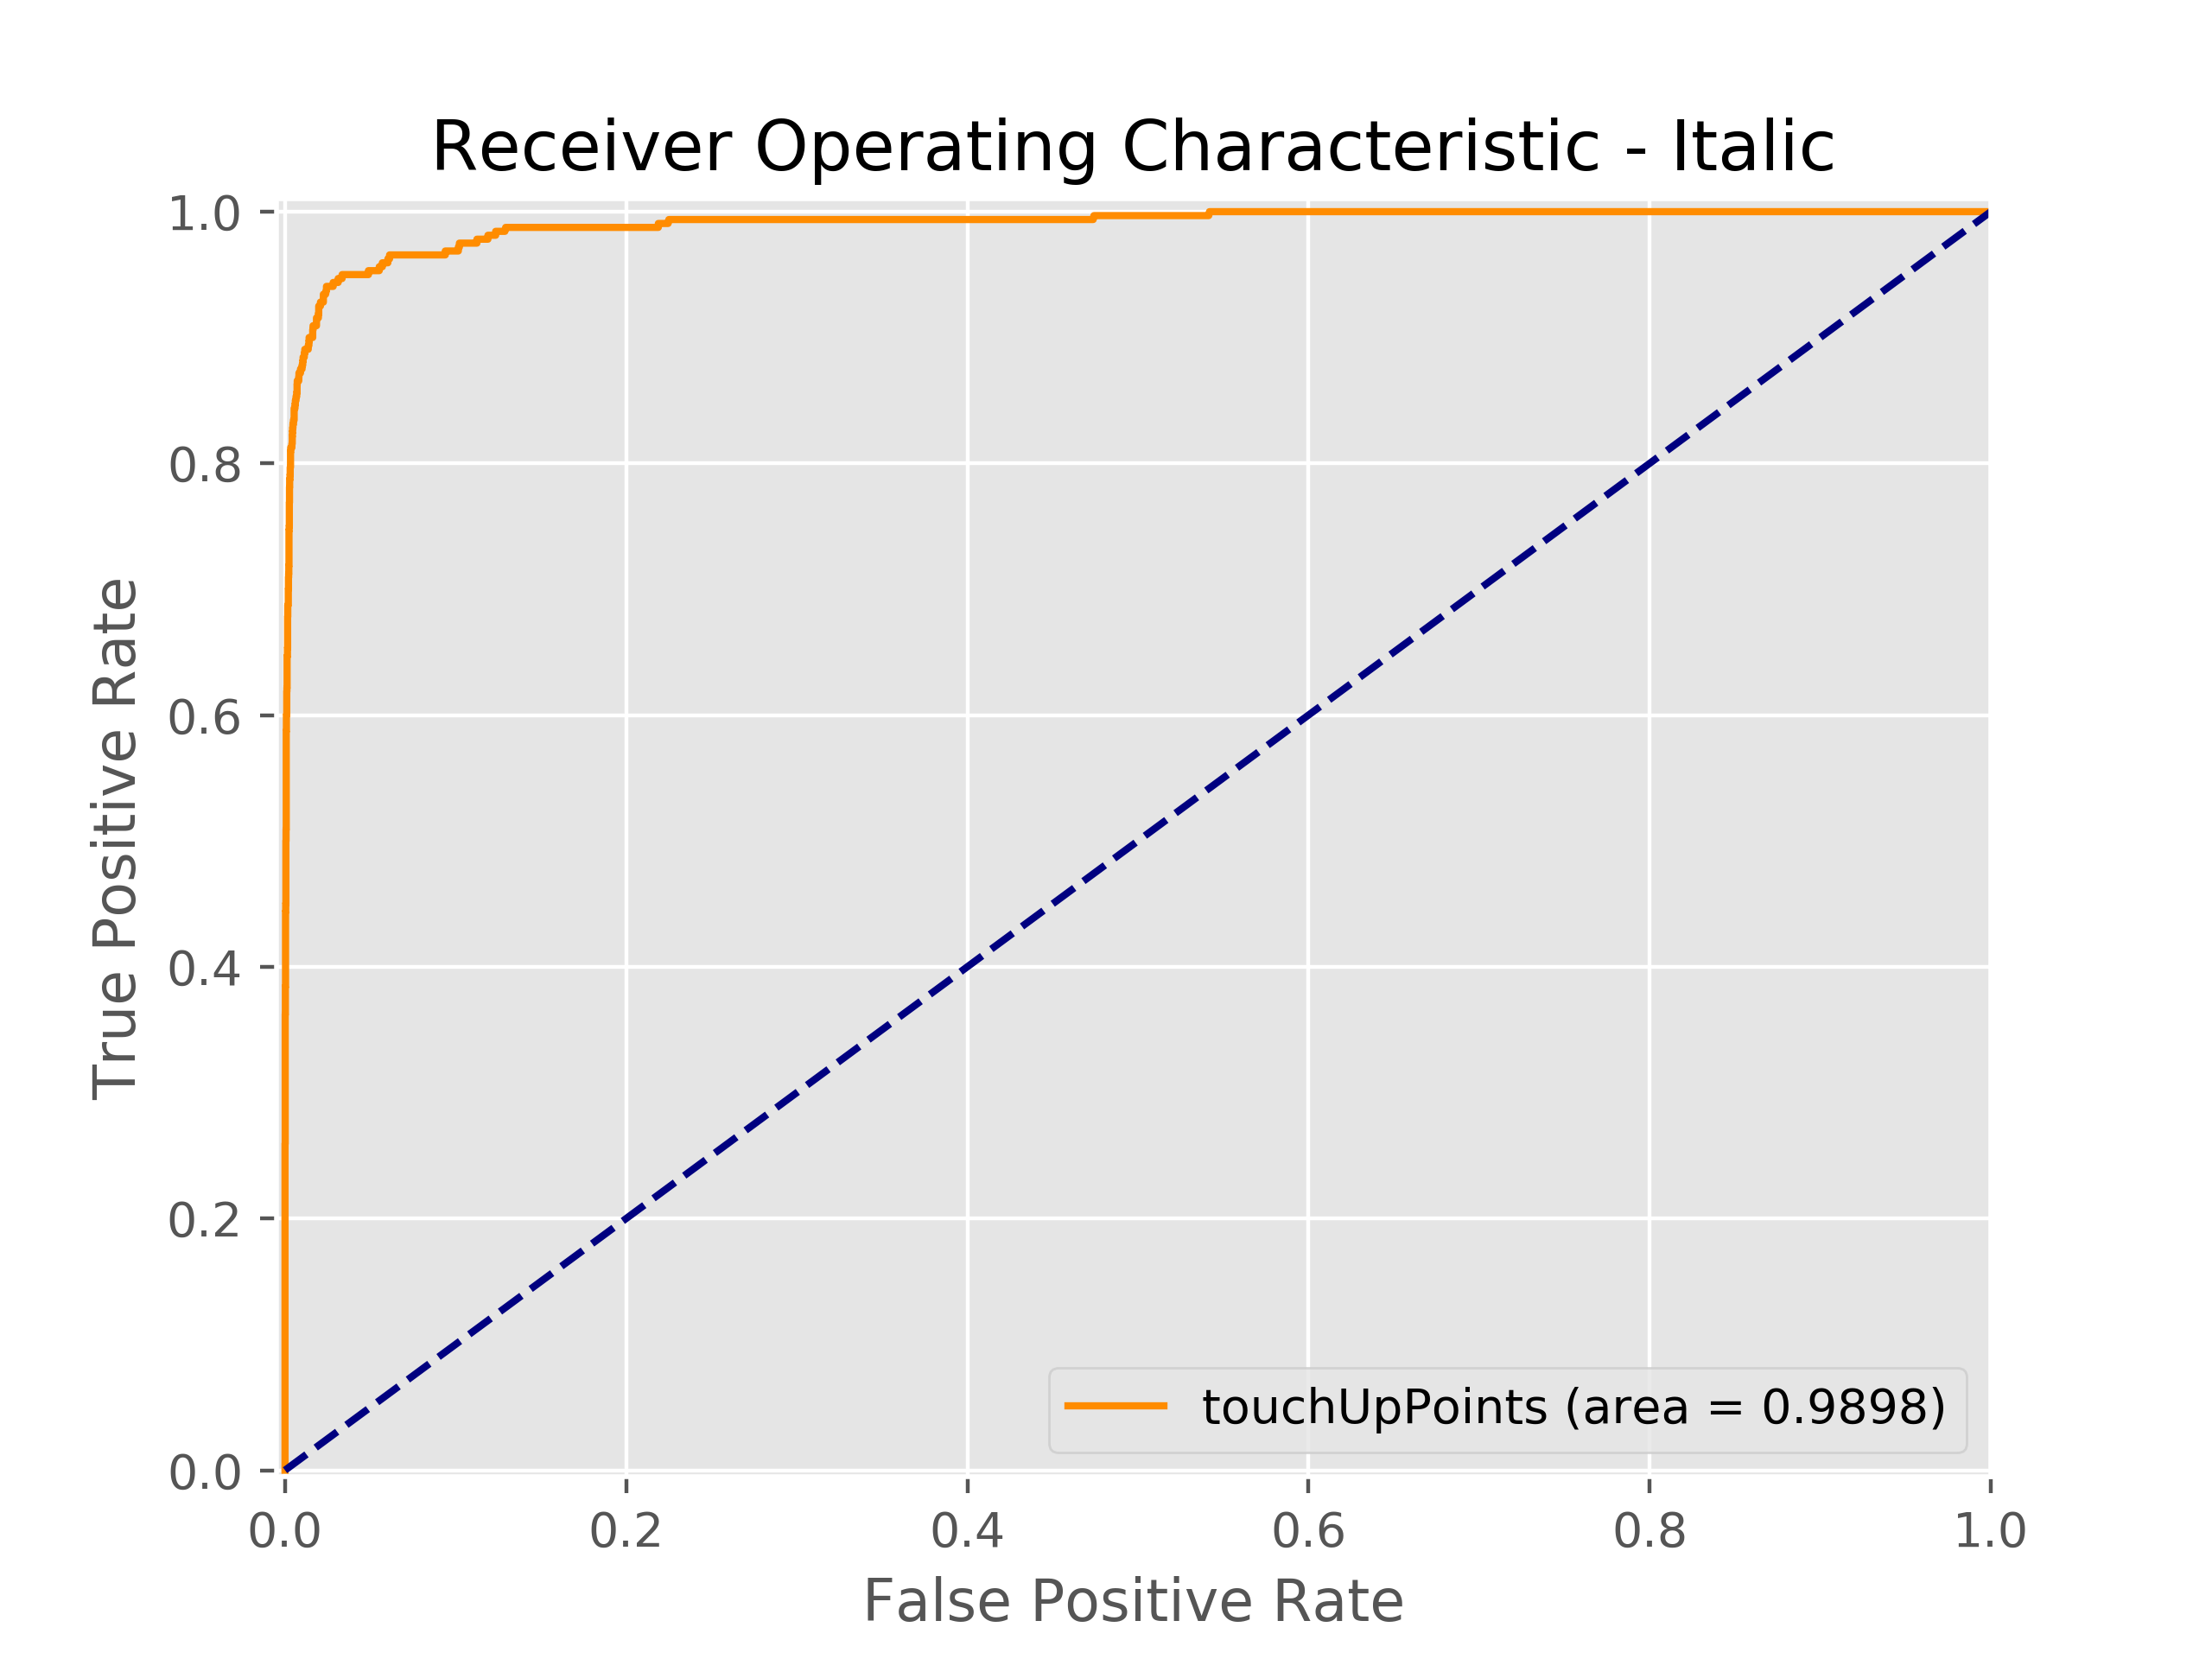 Receiver Operating Characteristic - Italic
True Positive Rate
1.0
0.8
0.6
0.4
0.2
0.0
touchUpPoints (area = 0.9898)
0.0 0.2 0.4 0.6 0.8 1.0
False Positive Rate